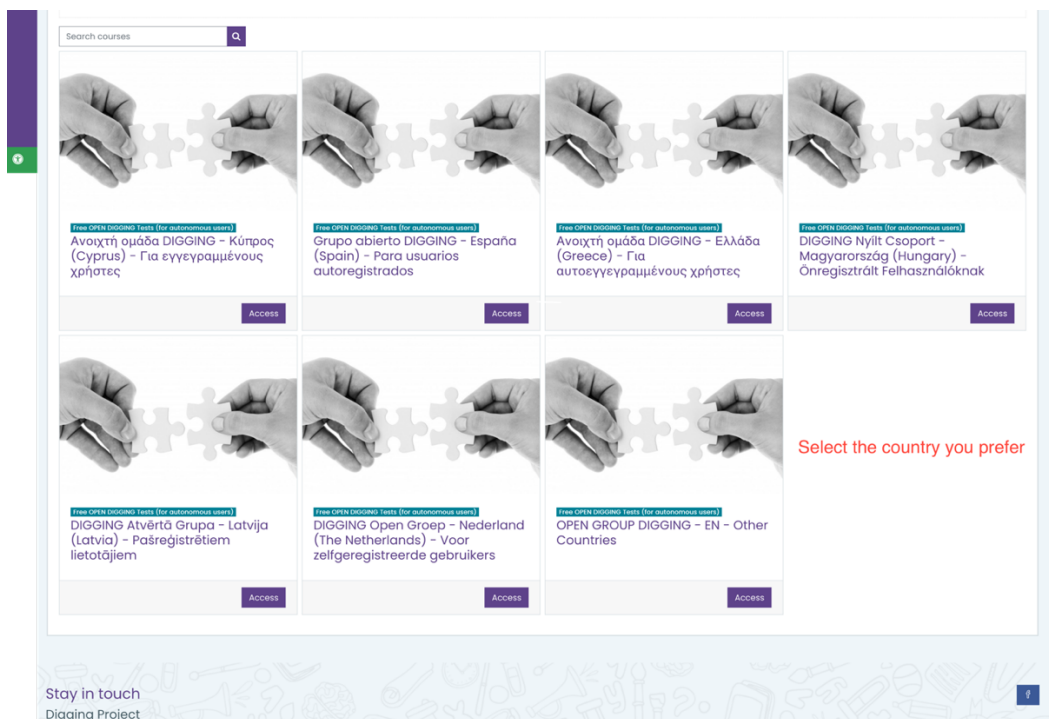 Search courses
Free OPEN DIGGING Tests (for autonomous users)
Ανοιχτή ομάδα DIGGING - Κύπρος
(Cyprus) - Για εγγεγραμμένους
χρήστες
Access
Free OPEN DIGGING Tests (for autonomous users)
Grupo abierto DIGGING - España
(Spain) - Para usuarios
autoregistrados
Access
Free OPEN DIGGING Tests (for autonomous users)
Ανοιχτή ομάδα DIGGING - Ελλάδα
(Greece) - Για
αυτοεγγεγραμμένους χρήστες
Access
Free OPEN DIGGING Tests (for autonomous users)
DIGGING Nyílt Csoport -
Magyarország (Hungary) -
Önregisztrált Felhasználóknak
Access
Free OPEN DIGGING Tests (for autonomous users)
DIGGING Atvērtā Grupa - Latvija
(Latvia) - Pašreģistrētiem
lietotājiem
Access
Free OPEN DIGGING Tests (for autonomous users)
DIGGING Open Groep - Nederland
(The Netherlands) - Voor
zelfgeregistreerde gebruikers
Access
Free OPEN DIGGING Tests (for autonomous users)
OPEN GROUP DIGGING - EN - Other
Countries
Access
Select the country you prefer
Stay in touch
Digging Project